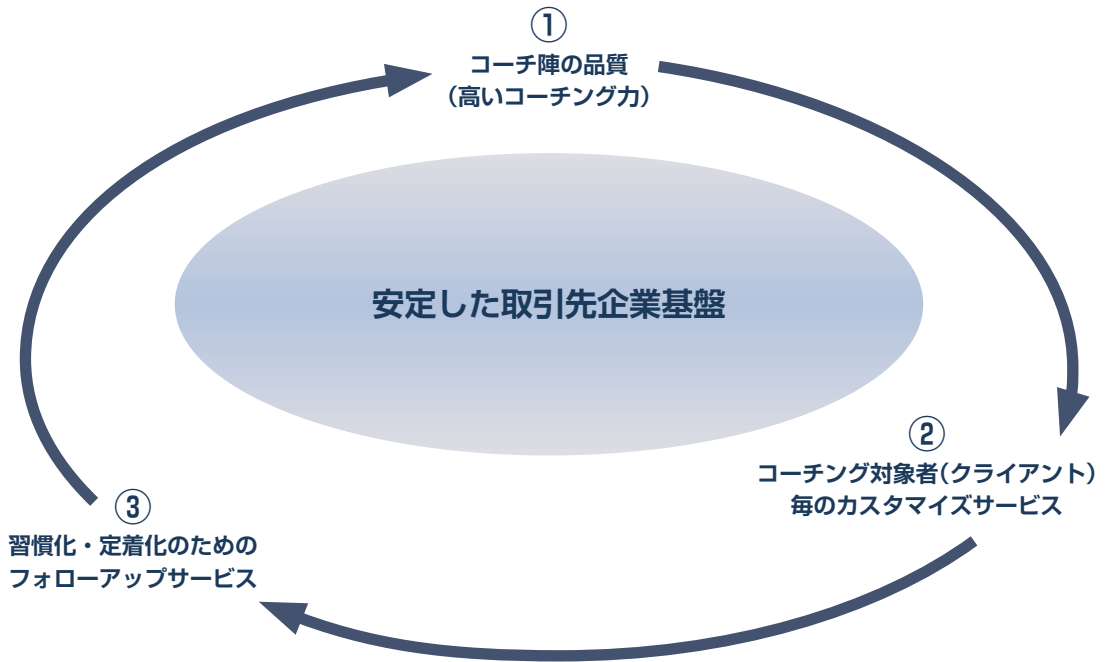 ①
コーチ陣の品質
（高いコーチング力）
安定した取引先企業基盤
②
コーチング対象者（クライアント）
毎のカスタマイズサービス
③
習慣化・定着化のための
フォローアップサービス